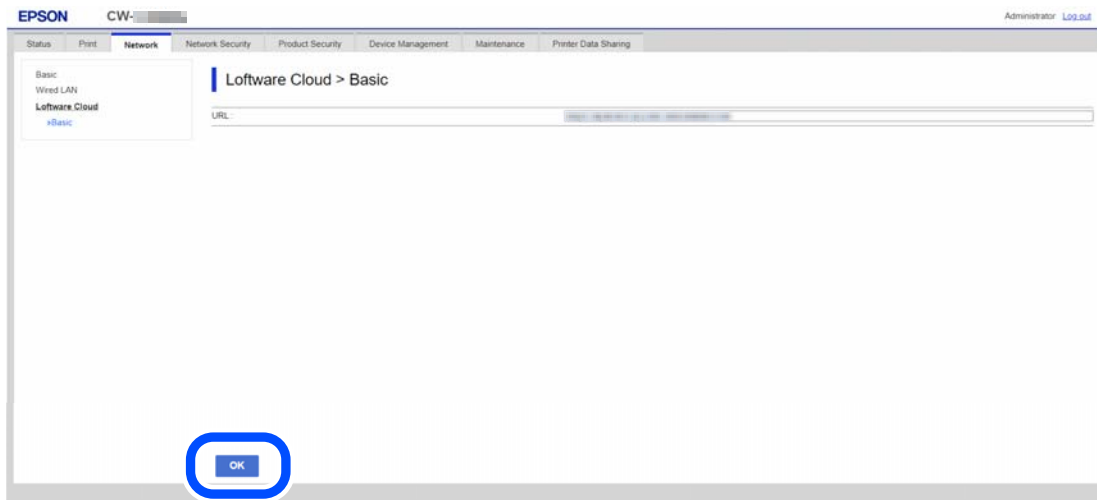 EPSON CW-
Administrator Log out
Status Print Network Network Security Product Security Device Management Maintenance Printer Data Sharing
Basic
Wired LAN
Loftware Cloud
»Basic
Loftware Cloud > Basic
URL :
OK